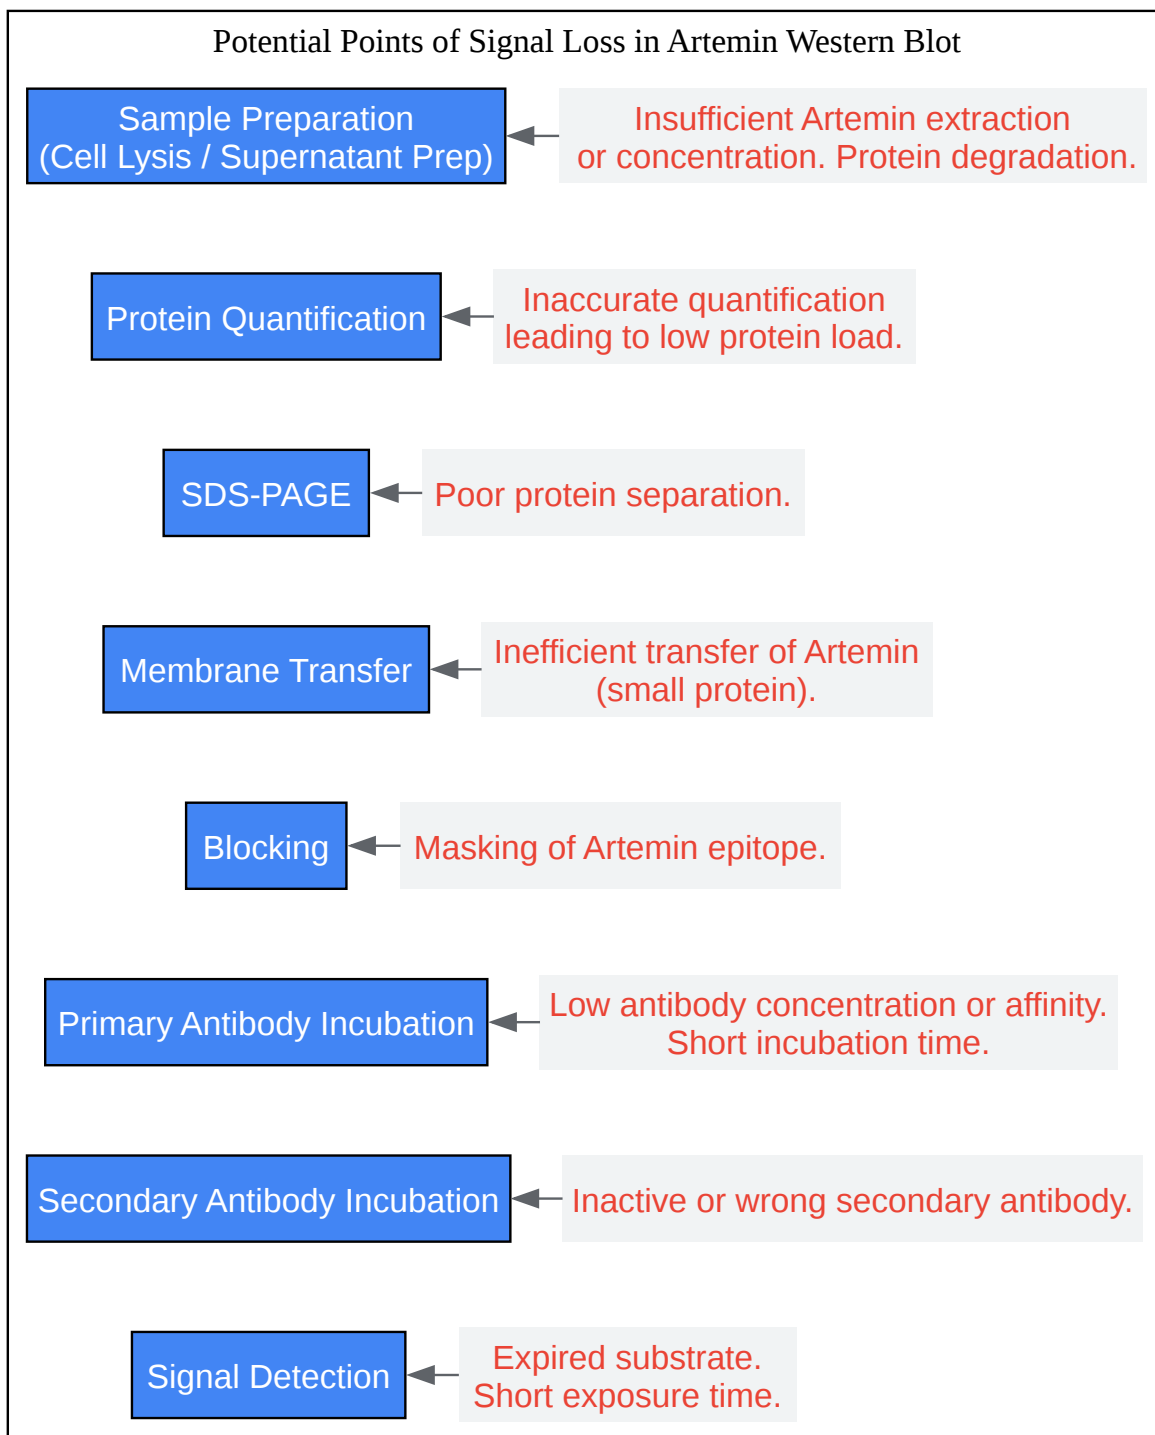 Potential Points of Signal Loss in Artemin Western Blot
Sample Preparation
(Cell Lysis / Supernatant Prep)
Insufficient Artemin extraction
or concentration. Protein degradation.
Protein Quantification
Inaccurate quantification
leading to low protein load.
SDS-PAGE
Poor protein separation.
Membrane Transfer
Inefficient transfer of Artemin
(small protein).
Blocking
Masking of Artemin epitope.
Primary Antibody Incubation
Low antibody concentration or affinity.
Short incubation time.
Secondary Antibody Incubation
Inactive or wrong secondary antibody.
Signal Detection
Expired substrate.
Short exposure time.